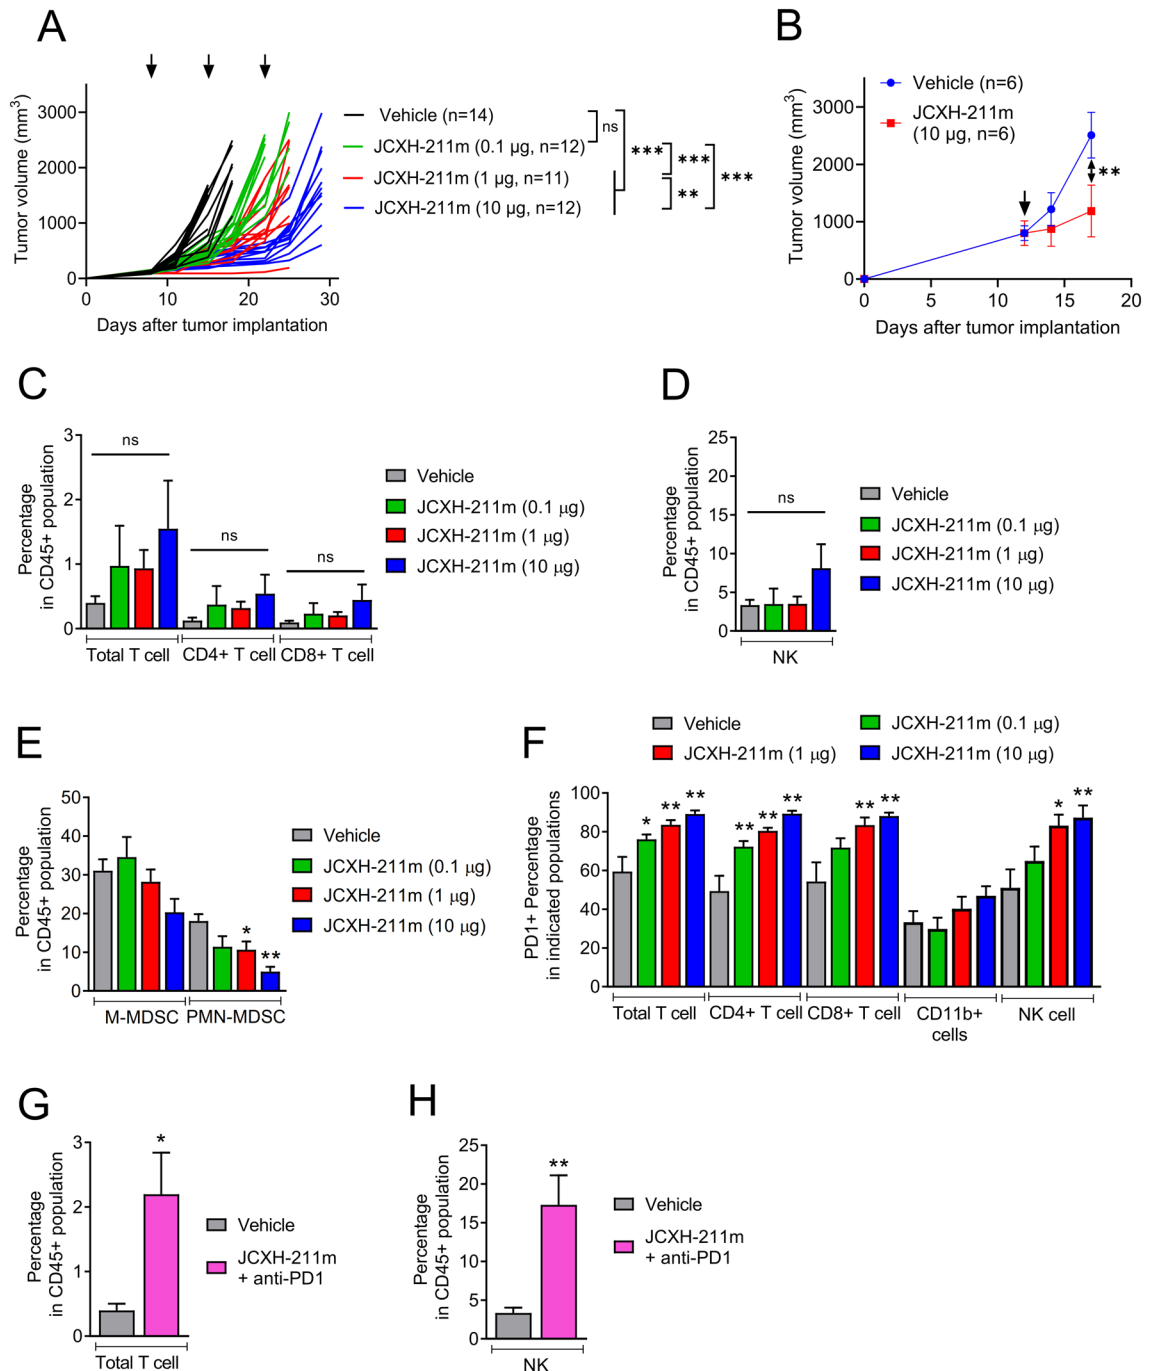 A
Tumor volume (mm³)
3000
2000
1000
0
0
10
20
30
Days after tumor implantation
Vehicle (n=14)
JCXH-211m (0.1 µg, n=12)
JCXH-211m (1 µg, n=11)
JCXH-211m (10 µg, n=12)
ns
***
***
**
***
B
Tumor volume (mm³)
3000
2000
1000
0
0
5
10
15
20
Days after tumor implantation
Vehicle (n=6)
JCXH-211m
(10 µg, n=6)
**
C
Percentage
in CD45+ population
3
2
1
0
ns
ns
ns
Total T cell
CD4+ T cell
CD8+ T cell
Vehicle
JCXH-211m (0.1 µg)
JCXH-211m (1 µg)
JCXH-211m (10 µg)
D
Percentage
in CD45+ population
25
20
15
10
5
0
ns
NK
Vehicle
JCXH-211m (0.1 µg)
JCXH-211m (1 µg)
JCXH-211m (10 µg)
E
Percentage
in CD45+ population
50
40
30
20
10
0
*
**
M-MDSC
PMN-MDSC
Vehicle
JCXH-211m (0.1 µg)
JCXH-211m (1 µg)
JCXH-211m (10 µg)
F
Vehicle
JCXH-211m (0.1 µg)
JCXH-211m (1 µg)
JCXH-211m (10 µg)
PD1+ Percentage
in indicated populations
100
80
60
40
20
0
*
**
**
**
**
**
**
**
*
**
Total T cell
CD4+ T cell
CD8+ T cell
CD11b+
cells
NK cell
G
Percentage
in CD45+ population
3
2
1
0
*
Total T cell
Vehicle
JCXH-211m
+ anti-PD1
H
Percentage
in CD45+ population
25
20
15
10
5
0
**
NK
Vehicle
JCXH-211m
+ anti-PD1